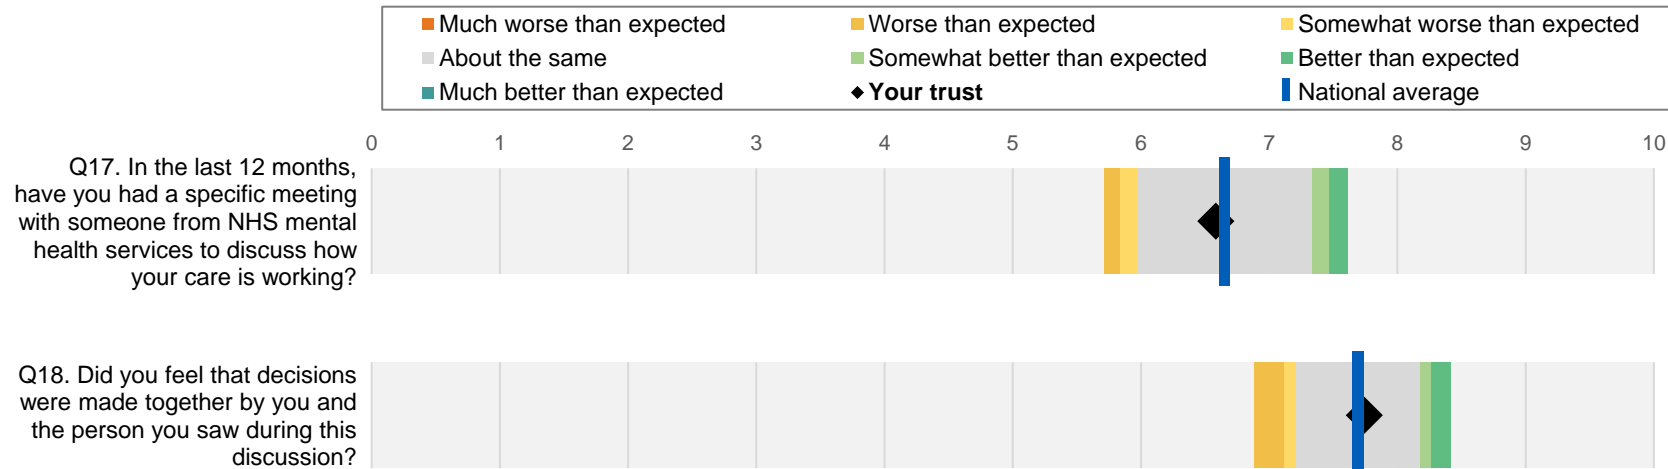 Much worse than expected
Worse than expected
Somewhat worse than expected
About the same
Somewhat better than expected
Better than expected
Much better than expected
Your trust
National average
0 1 2 3 4 5 6 7 8 9 10
Q17. In the last 12 months,
have you had a specific meeting
with someone from NHS mental
health services to discuss how
your care is working?
Q18. Did you feel that decisions
were made together by you and
the person you saw during this
discussion?